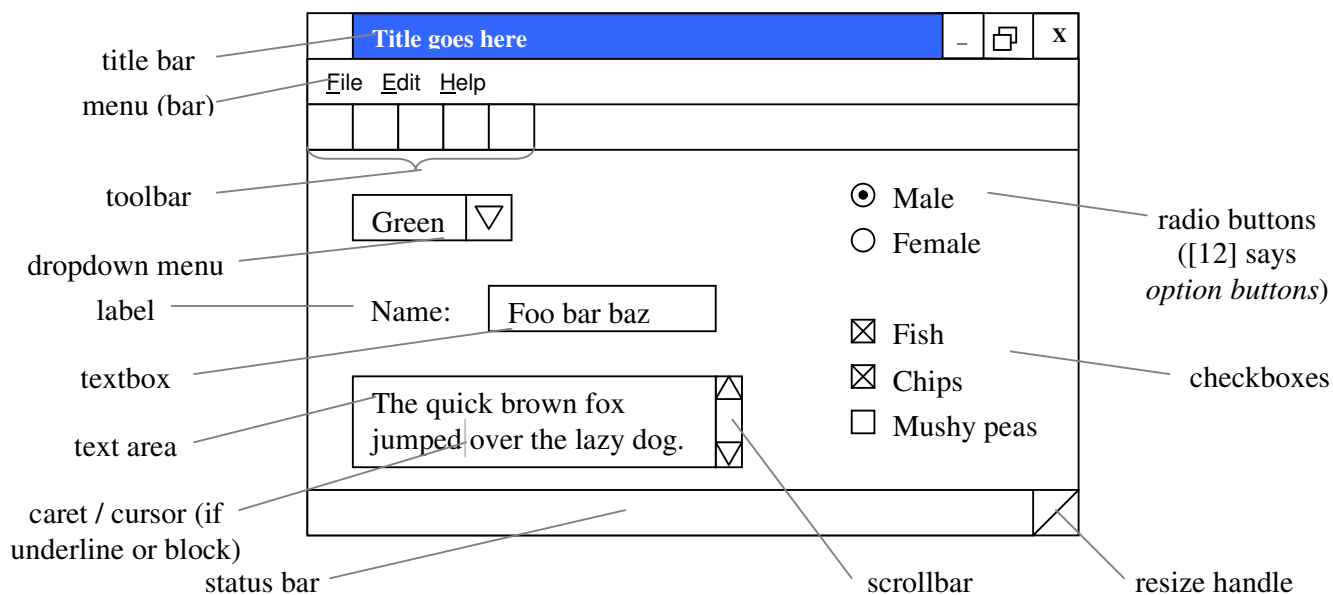 Title goes here
_
X
title bar
File Edit Help
menu (bar)
toolbar
Green
dropdown menu
Male
Female
radio buttons
([12] says
option buttons)
label
Name:
Foo bar baz
textbox
Fish
Chips
Mushy peas
checkboxes
The quick brown fox
jumped over the lazy dog.
text area
caret / cursor (if
underline or block)
status bar
scrollbar
resize handle